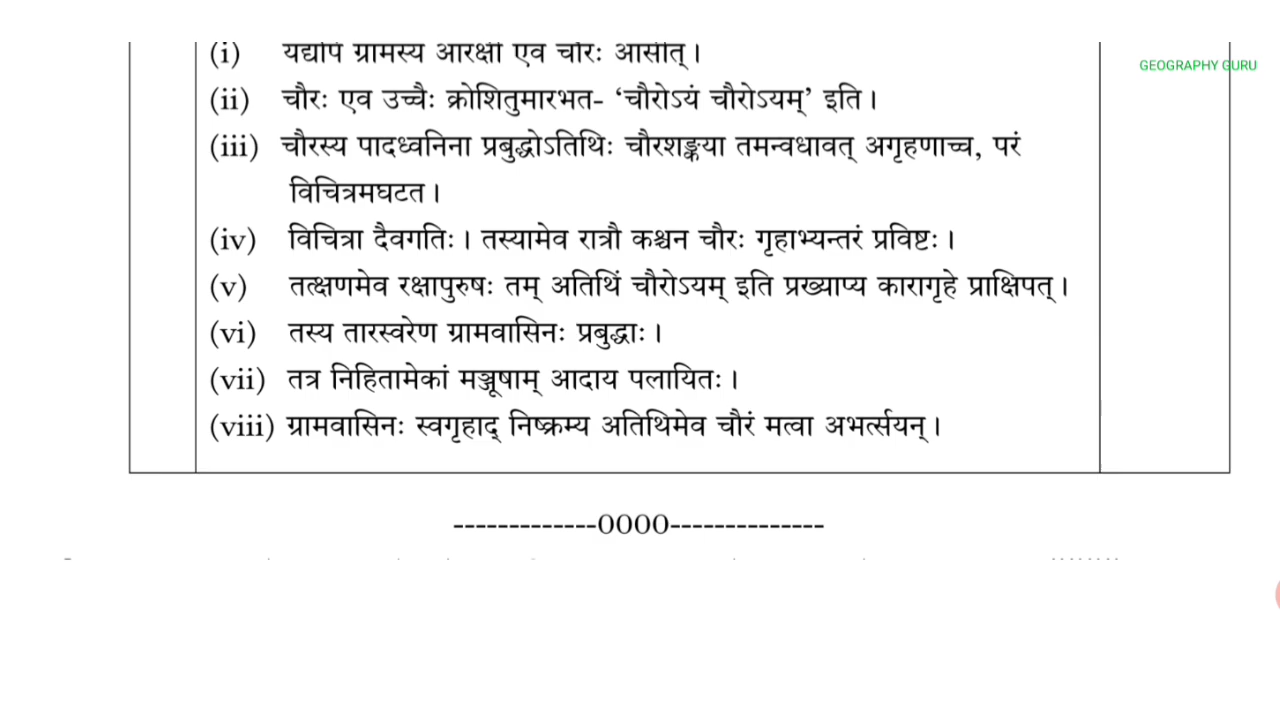 (i) यद्यपि ग्रामस्य आरक्षी एव चौरः आसीत्।
GEOGRAPHY GURU
(ii) चौरः एव उच्चैः क्रोशितुमारभत- ‘चौरोऽयं चौरोऽयम्’ इति।
(iii) चौरस्य पादध्वनिना प्रबुद्धोऽतिथिः चौरशङ्कया तमन्वधावत् अगृहणाच्च, परं
विचित्रमघटत।
(iv) विचित्रा दैवगतिः। तस्यामेव रात्रौ कश्चन चौरः गृहाभ्यन्तरं प्रविष्टः।
(v) तत्क्षणमेव रक्षापुरुषः तम् अतिथिं चौरोऽयम् इति प्रख्याप्य कारागृहे प्राक्षिपत्।
(vi) तस्य तारस्वरेण ग्रामवासिनः प्रबुद्धाः।
(vii) तत्र निहितामेकां मञ्जूषाम् आदाय पलायितः।
(viii) ग्रामवासिनः स्वगृहाद् निष्क्रम्य अतिथिमेव चौरं मत्वा अभर्त्सयन्।
-------------0000--------------